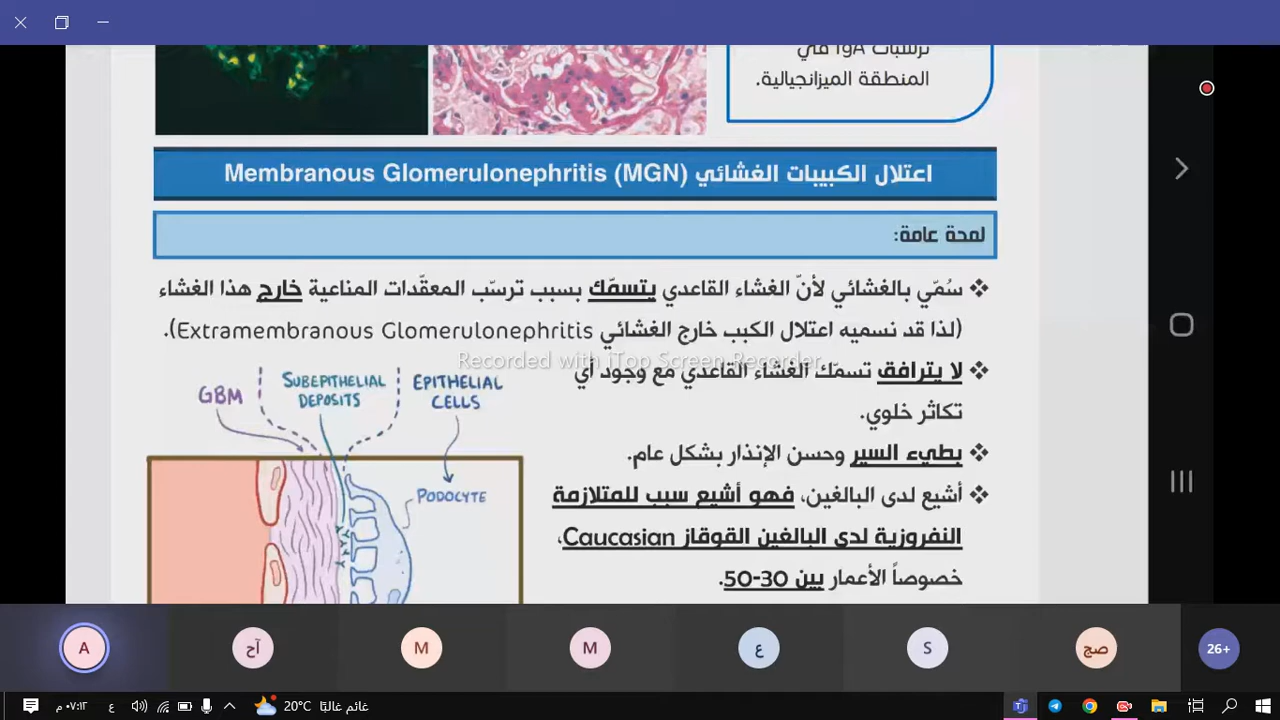 ترسبات IgA في
المنطقة الميزانجيالية.
اعتلال الكبيبات الغشائي Membranous Glomerulonephritis (MGN)
لمحة عامة:
❖ سُمّي بالغشائي لأنّ الغشاء القاعدي يتسمّك بسبب ترسّب المعقّدات المناعية خارج هذا الغشاء
(لذا قد نسميه اعتلال الكبب خارج الغشائي Extramembranous Glomerulonephritis).
Recorded with iTop Screen Recorder
❖ لا يترافق تسمّك الغشاء القاعدي مع وجود أي
تكاثر خلوي.
❖ بطيء السير وحسن الإنذار بشكل عام.
❖ أشيع لدى البالغين، فهو أشيع سبب للمتلازمة
النفروزية لدى البالغين القوقاز Caucasian،
خصوصاً الأعمار بين 30-50.
GBM
SUBEPITHELIAL
DEPOSITS
EPITHELIAL
CELLS
PODOCYTE
A
آح
M
M
ع
S
صج
26+
٠٧:١٢ م
ع
20°C غائم غالبًا